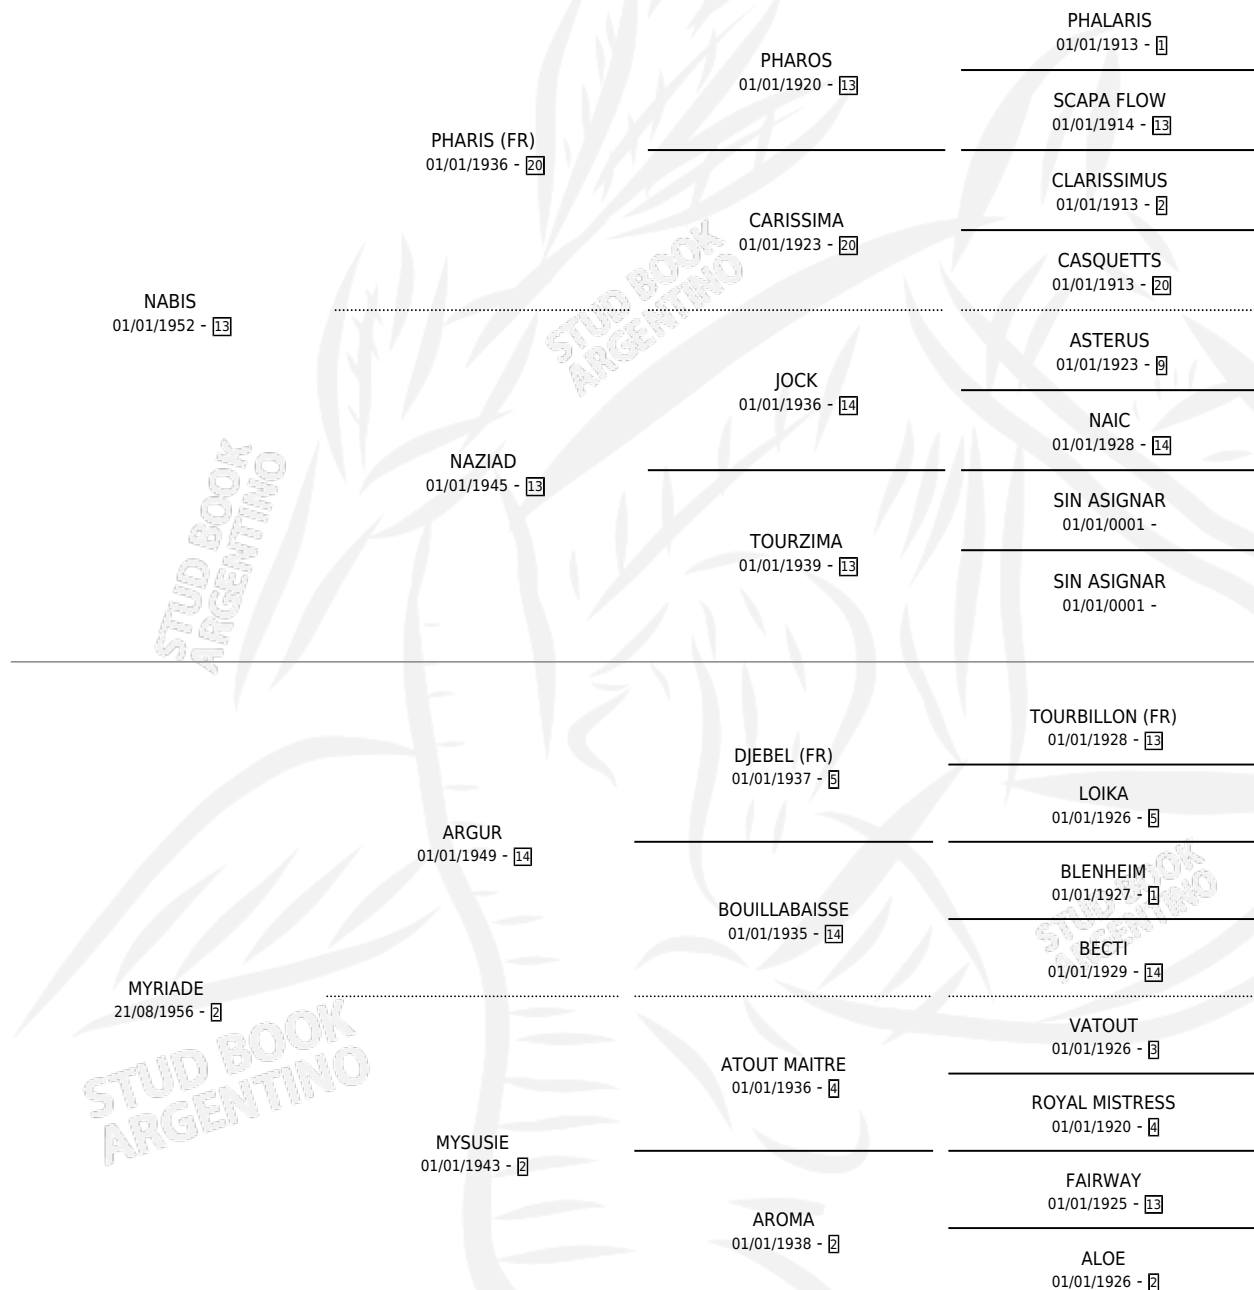 PHALARIS
01/01/1913 - 1
PHAROS
01/01/1920 - 13
SCAPA FLOW
01/01/1914 - 13
PHARIS (FR)
01/01/1936 - 20
CLARISSIMUS
01/01/1913 - 2
CARISSIMA
01/01/1923 - 20
CASQUETTS
01/01/1913 - 20
NABIS
01/01/1952 - 13
ASTERUS
01/01/1923 - 9
JOCK
01/01/1936 - 14
NAIC
01/01/1928 - 14
NAZIAD
01/01/1945 - 13
SIN ASIGNAR
01/01/0001 -
TOURZIMA
01/01/1939 - 13
SIN ASIGNAR
01/01/0001 -
TOURBILLON (FR)
01/01/1928 - 13
DJEBEL (FR)
01/01/1937 - 5
LOIKA
01/01/1926 - 5
ARGUR
01/01/1949 - 14
BLENHEIM
01/01/1927 - 1
BOUILLABAISSE
01/01/1935 - 14
BECTI
01/01/1929 - 14
MYRIADE
21/08/1956 - 2
VATOUT
01/01/1926 - 3
ATOUT MAITRE
01/01/1936 - 4
ROYAL MISTRESS
01/01/1920 - 4
MYSUSIE
01/01/1943 - 2
FAIRWAY
01/01/1925 - 13
AROMA
01/01/1938 - 2
ALOE
01/01/1926 - 2
STUD BOOK
ARGENTINO
STUD BOOK
ARGENTINO
STUD BOOK
ARGENTINO
STUD BOOK
ARGENTINO